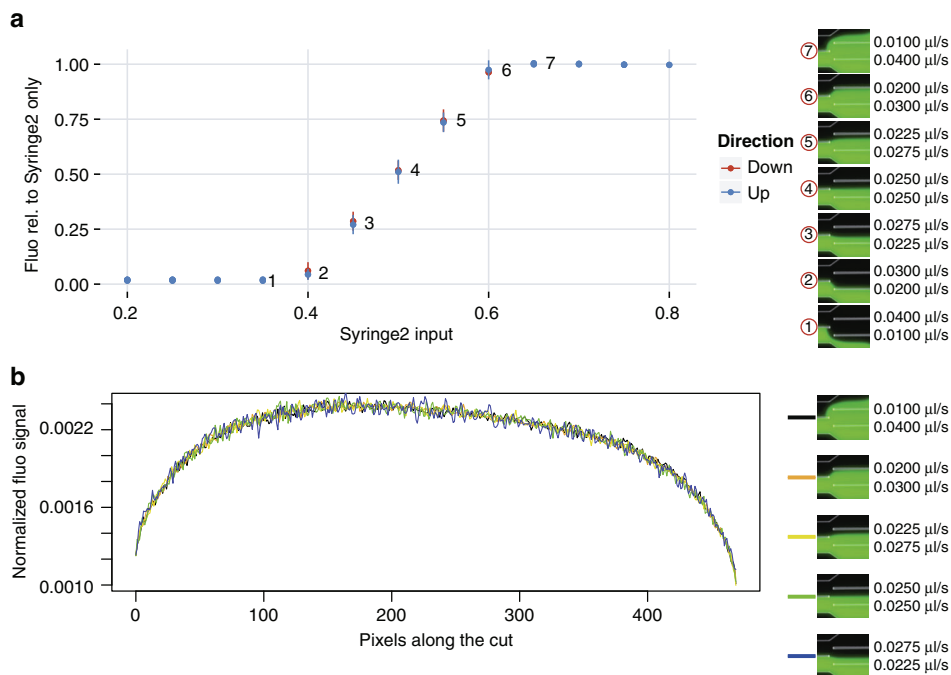 a
Fluo rel. to Syringe2 only
1.00
0.75
0.50
0.25
0.00
1
2
3
4
5
6
7
0.2
0.4
0.6
0.8
Syringe2 input
Direction
Down
Up
7
0.0100 µl/s
0.0400 µl/s
6
0.0200 µl/s
0.0300 µl/s
5
0.0225 µl/s
0.0275 µl/s
4
0.0250 µl/s
0.0250 µl/s
3
0.0275 µl/s
0.0225 µl/s
2
0.0300 µl/s
0.0200 µl/s
1
0.0400 µl/s
0.0100 µl/s
b
Normalized fluo signal
0.0022
0.0016
0.0010
0
100
200
300
400
Pixels along the cut
0.0100 µl/s
0.0400 µl/s
0.0200 µl/s
0.0300 µl/s
0.0225 µl/s
0.0275 µl/s
0.0250 µl/s
0.0250 µl/s
0.0275 µl/s
0.0225 µl/s